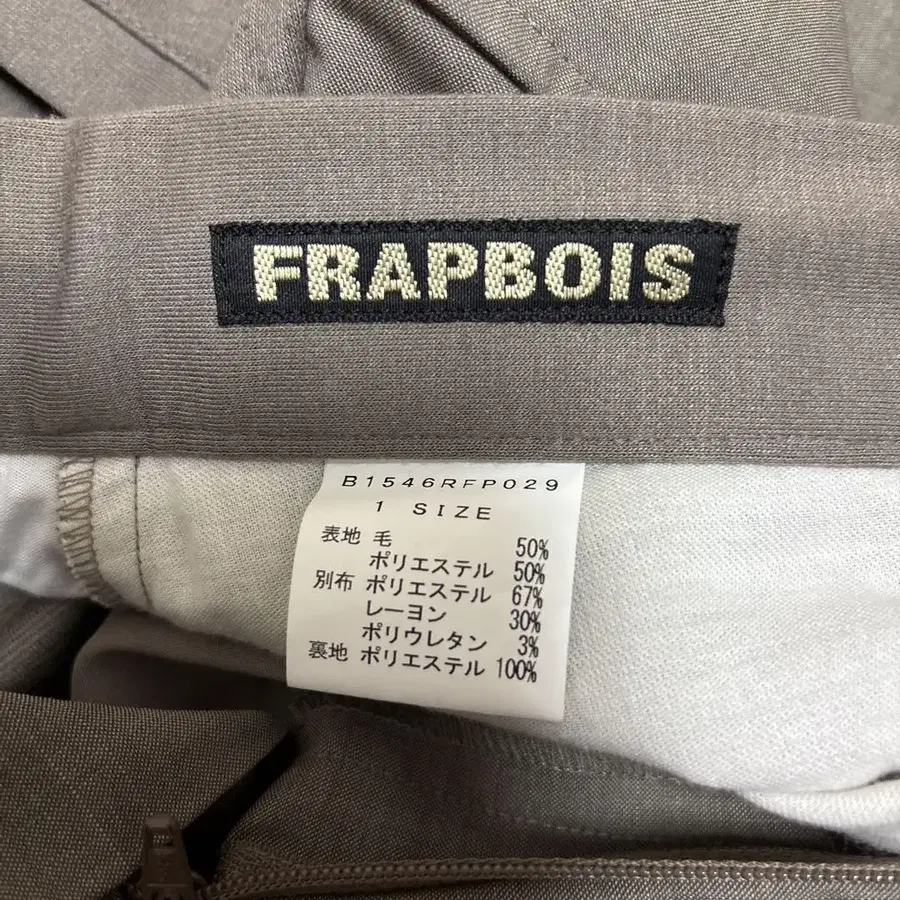 FRAPBOIS
B1546RFP029
1 SIZE
表地 毛 50%
ポリエステル 50%
別布 ポリエステル 67%
レーヨン 30%
ポリウレタン 3%
裏地 ポリエステル 100%